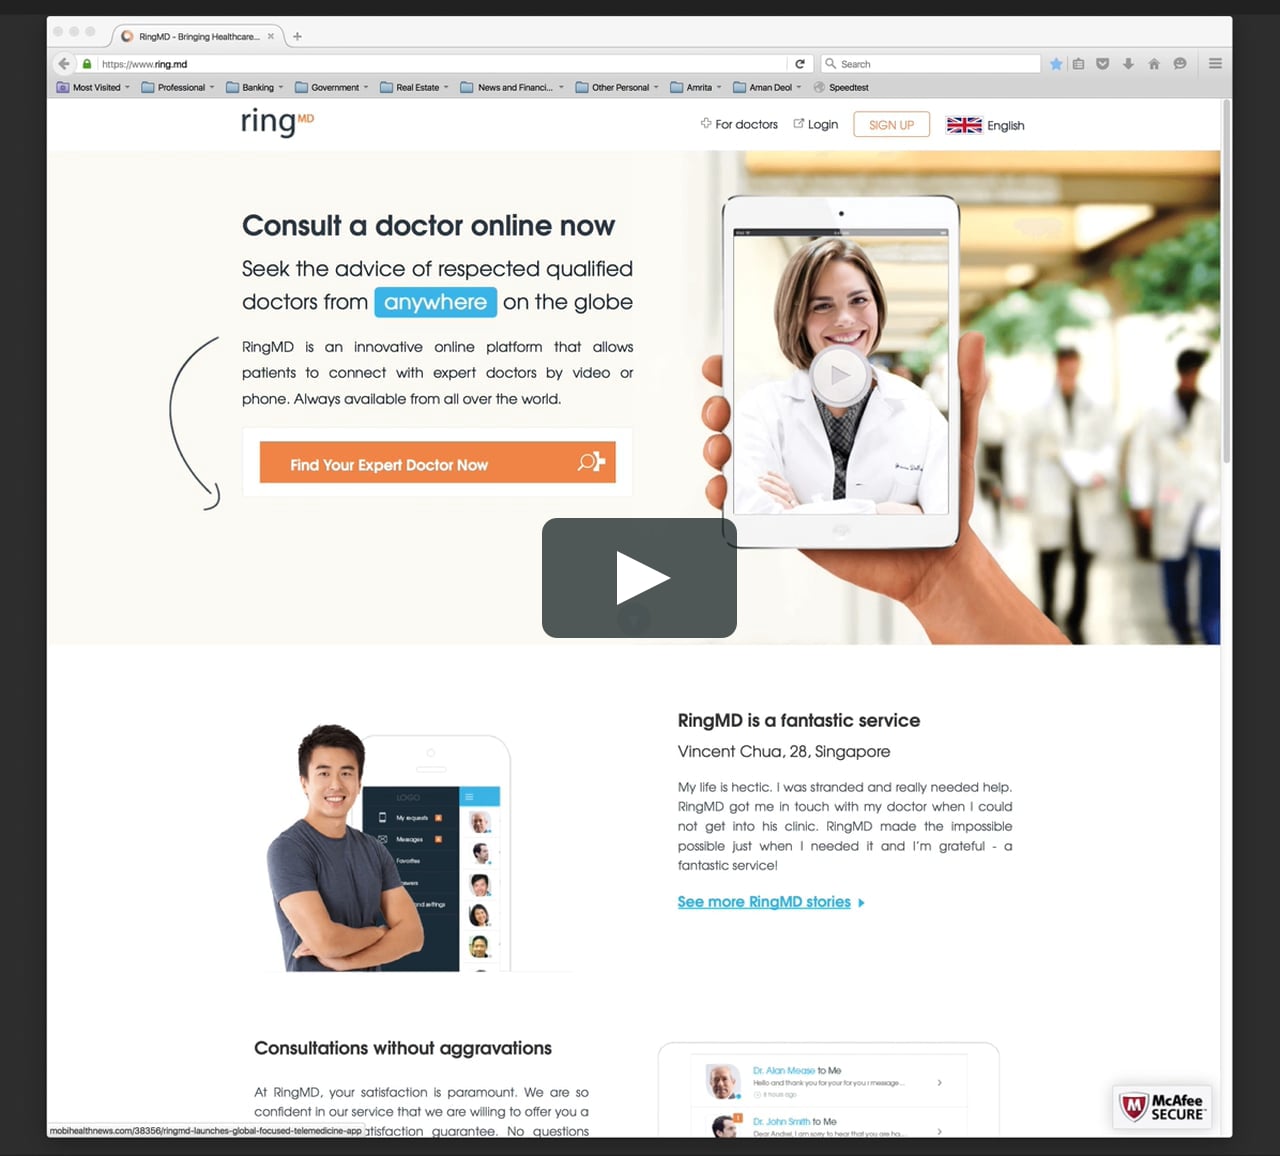 RingMD - Bringing Healthcare...
https://www.ring.md
Search
Most Visited
Professional
Banking
Government
Real Estate
News and Financi...
Other Personal
Amrita
Aman Deol
Speedtest
ringMD
For doctors
Login
SIGN UP
English
Consult a doctor online now
Seek the advice of respected qualified
doctors from anywhere on the globe
RingMD is an innovative online platform that allows
patients to connect with expert doctors by video or
phone. Always available from all over the world.
Find Your Expert Doctor Now
RingMD is a fantastic service
Vincent Chua, 28, Singapore
My life is hectic. I was stranded and really needed help.
RingMD got me in touch with my doctor when I could
not get into his clinic. RingMD made the impossible
possible just when I needed it and I'm grateful - a
fantastic service!
See more RingMD stories
LOGO
My requests
Messages
Favorites
and settings
Consultations without aggravations
At RingMD, your satisfaction is paramount. We are so
confident in our service that we are willing to offer you a
atisfaction guarantee. No questions
Dr. Alan Mease to Me
Hello and thank you for your for you r message...
8 hours ago
Dr. John Smith to Me
Dear Andrei, I am sorry to hear that you are ha...
McAfee
SECURE
mobihealthnews.com/38356/ringmd-launches-global-focused-telemedicine-app